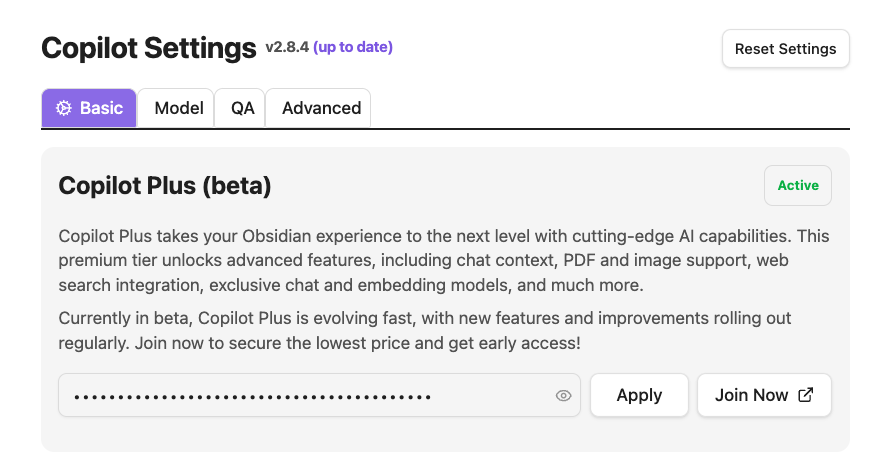 Copilot Settings v2.8.4 (up to date)
Reset Settings
Basic
Model
QA
Advanced
Copilot Plus (beta)
Active
Copilot Plus takes your Obsidian experience to the next level with cutting-edge AI capabilities. This
premium tier unlocks advanced features, including chat context, PDF and image support, web
search integration, exclusive chat and embedding models, and much more.
Currently in beta, Copilot Plus is evolving fast, with new features and improvements rolling out
regularly. Join now to secure the lowest price and get early access!
Apply
Join Now